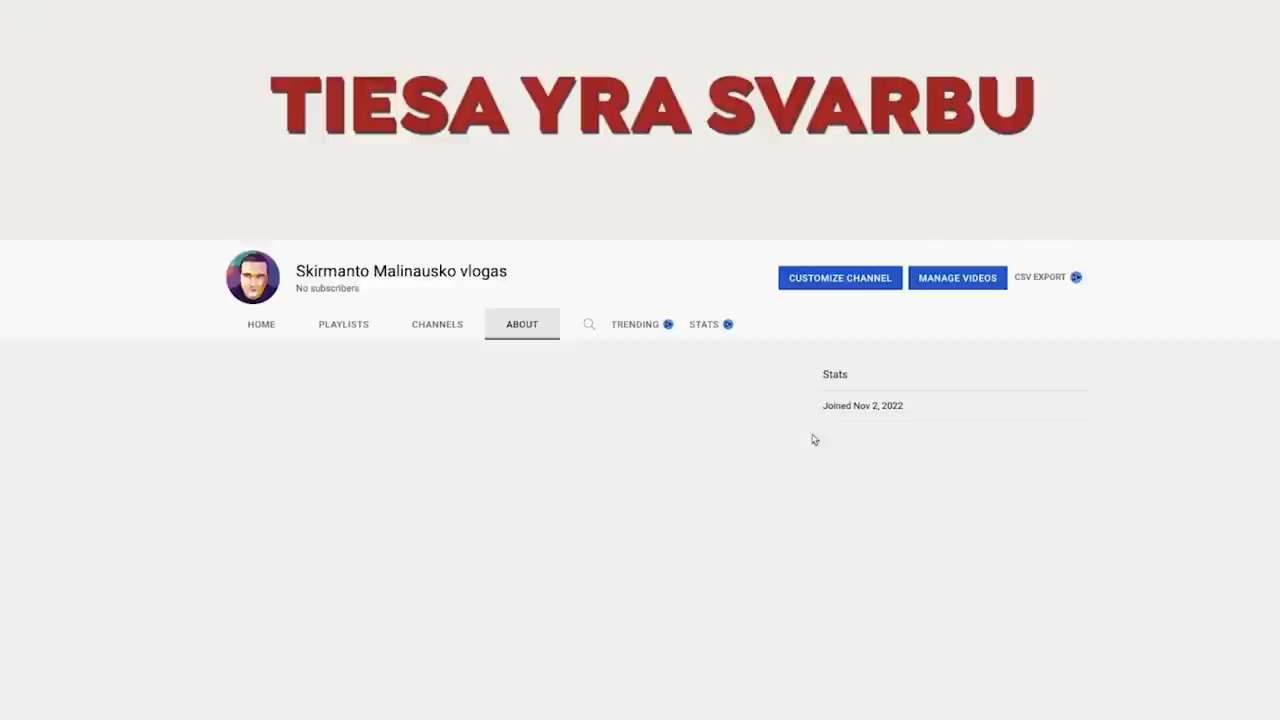 TIESA YRA SVARBU
Skirmanto Malinausko vlogas
No subscribers
CUSTOMIZE CHANNEL
MANAGE VIDEOS
CSV EXPORT
HOME
PLAYLISTS
CHANNELS
ABOUT
TRENDING
STATS
Stats
Joined Nov 2, 2022